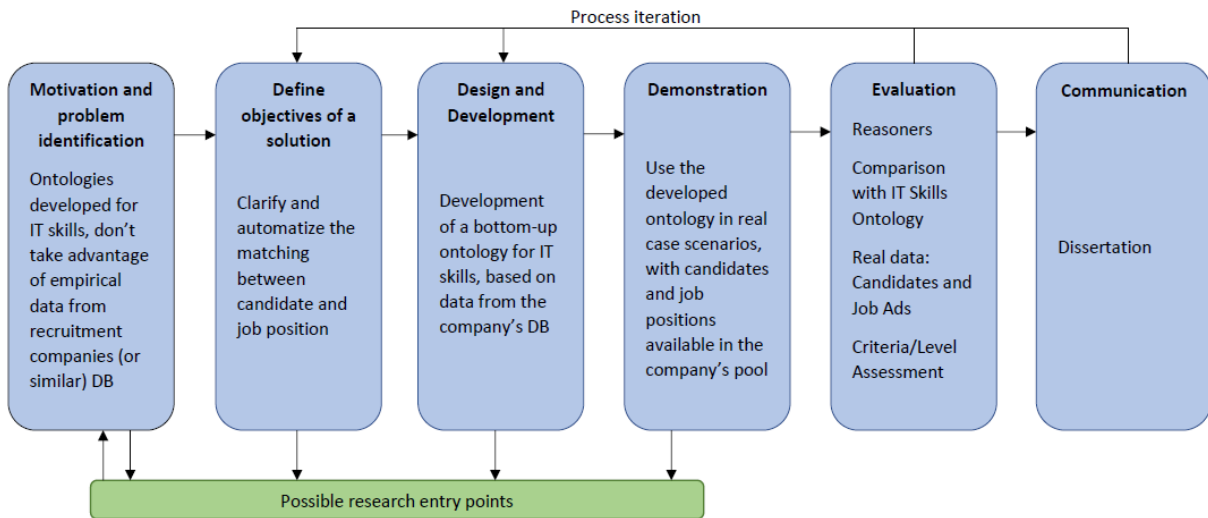 Process iteration
Motivation and
problem
identification
Ontologies
developed for
IT skills, don’t
take advantage
of empirical
data from
recruitment
companies (or
similar) DB
Define
objectives of a
solution
Clarify and
automatize the
matching
between
candidate and
job position
Design and
Development
Development
of a bottom-up
ontology for IT
skills, based on
data from the
company’s DB
Demonstration
Use the
developed
ontology in real
case scenarios,
with candidates
and job
positions
available in the
company’s pool
Evaluation
Reasoners
Comparison
with IT Skills
Ontology
Real data:
Candidates and
Job Ads
Criteria/Level
Assessment
Communication
Dissertation
Possible research entry points